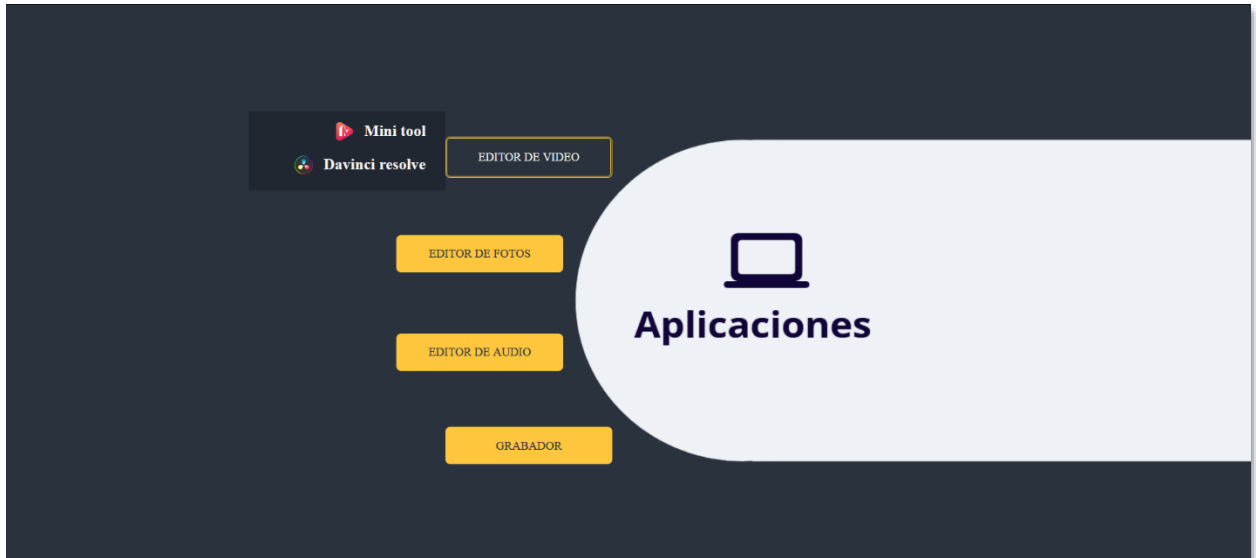 Mini tool
Davinci resolve
EDITOR DE VIDEO
EDITOR DE FOTOS
Aplicaciones
EDITOR DE AUDIO
GRABADOR